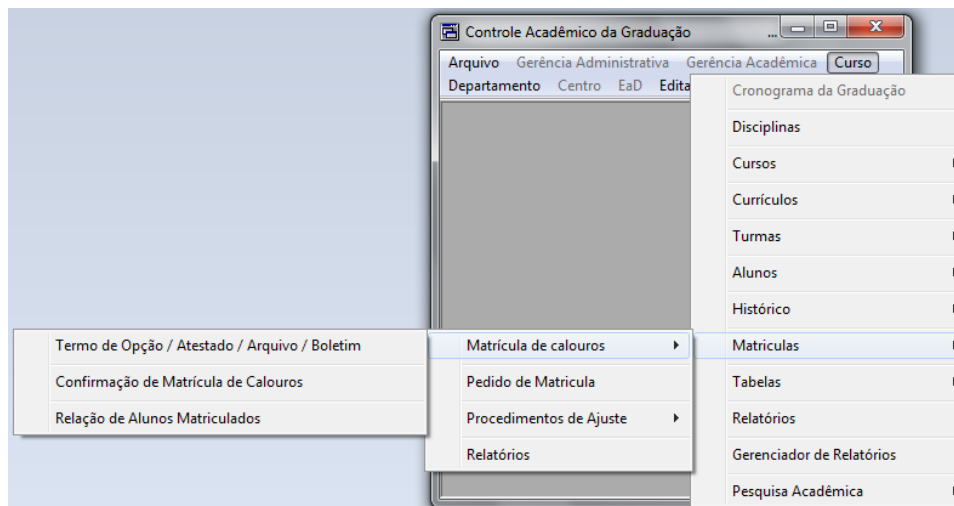 Controle Acadêmico da Graduação ...
Arquivo Gerência Administrativa Gerência Acadêmica Curso
Departamento Centro EaD Edita
Cronograma da Graduação
Disciplinas
Cursos
Currículos
Turmas
Alunos
Histórico
Matriculas
Tabelas
Relatórios
Gerenciador de Relatórios
Pesquisa Acadêmica
Matrícula de calouros
Pedido de Matricula
Procedimentos de Ajuste
Relatórios
Termo de Opção / Atestado / Arquivo / Boletim
Confirmação de Matrícula de Calouros
Relação de Alunos Matriculados